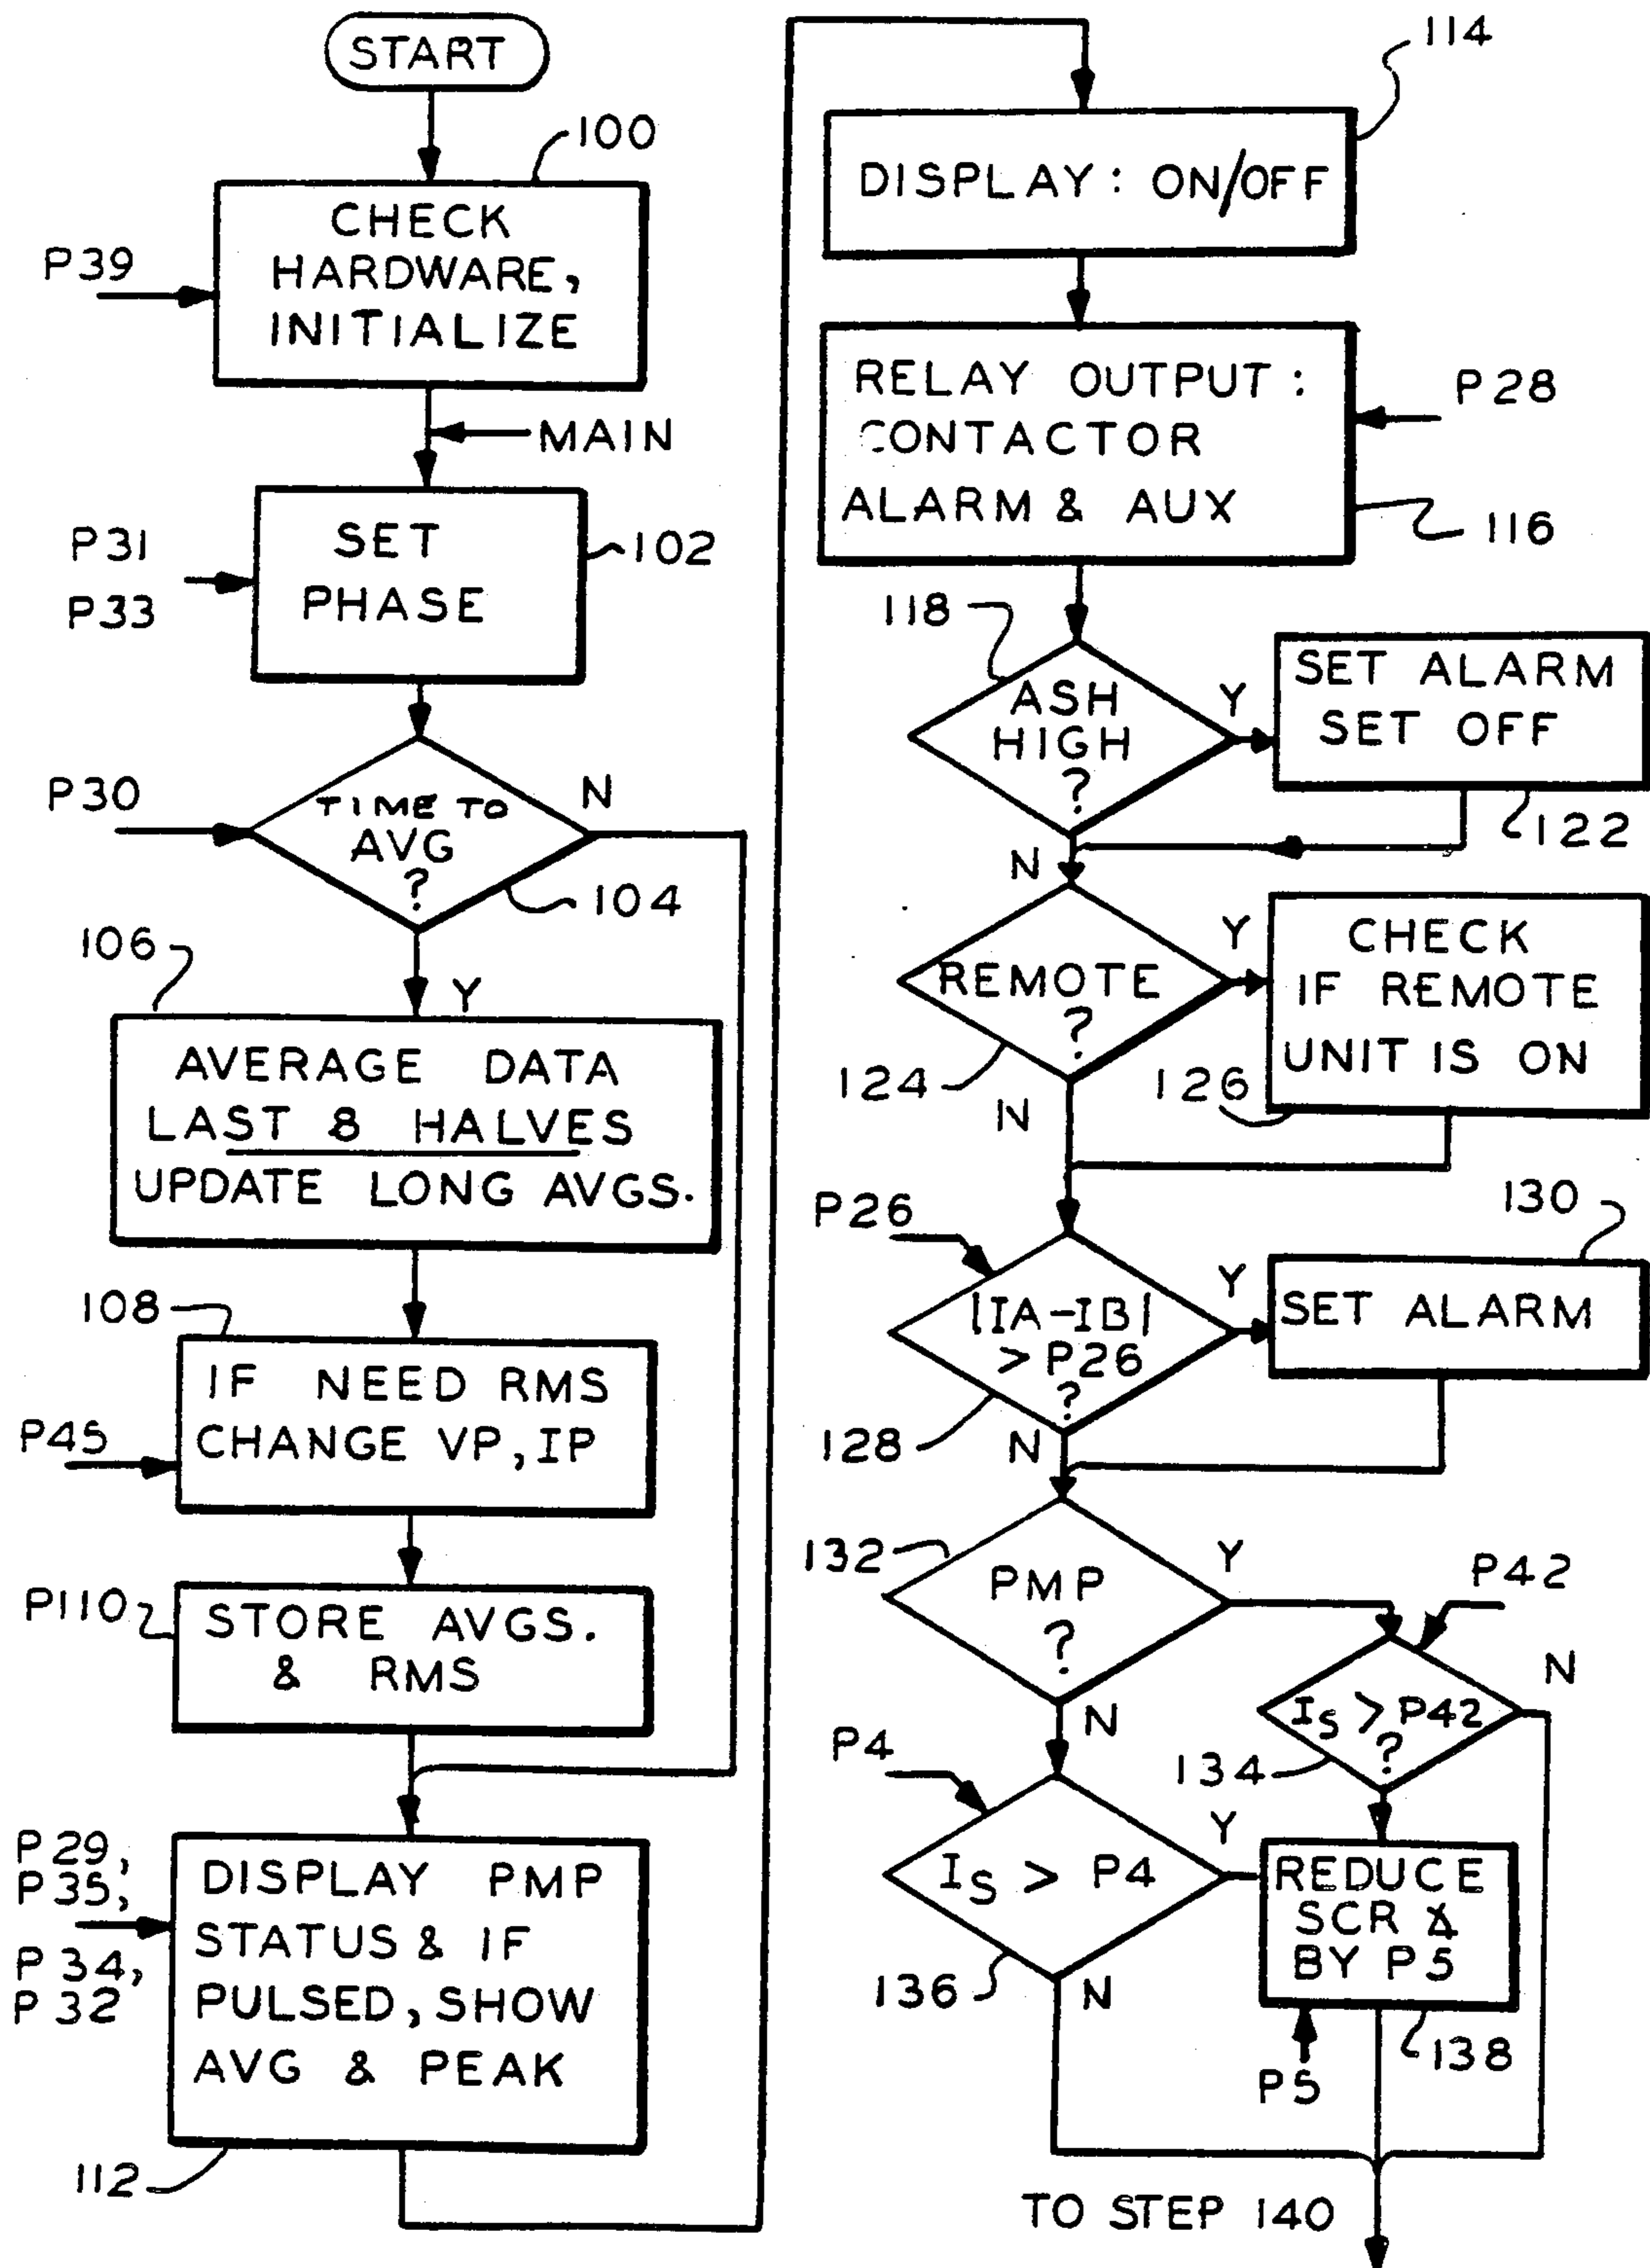 START
100
CHECK
HARDWARE,
INITIALIZE
P39
MAIN
SET
PHASE
102
P31
P33
TIME TO
AVG
?
N
P30
104
Y
106
AVERAGE DATA
LAST 8 HALVES
UPDATE LONG AVGS.
108
IF NEED RMS
CHANGE VP, IP
P45
P110
STORE AVGS.
& RMS
P29,
P35,
P34,
P32
DISPLAY PMP
STATUS & IF
PULSED, SHOW
AVG & PEAK
112
114
DISPLAY: ON/OFF
RELAY OUTPUT:
CONTACTOR
ALARM & AUX
P28
116
118
ASH
HIGH
?
Y
SET ALARM
SET OFF
122
N
REMOTE
?
Y
CHECK
IF REMOTE
UNIT IS ON
124
126
N
P26
130
|IA-IB|
> P26
?
Y
SET ALARM
128
N
132
PMP
?
Y
P42
N
IS > P42
?
134
N
P4
IS > P4
Y
REDUCE
SCR ∡
BY P5
136
N
138
P5
TO STEP 140